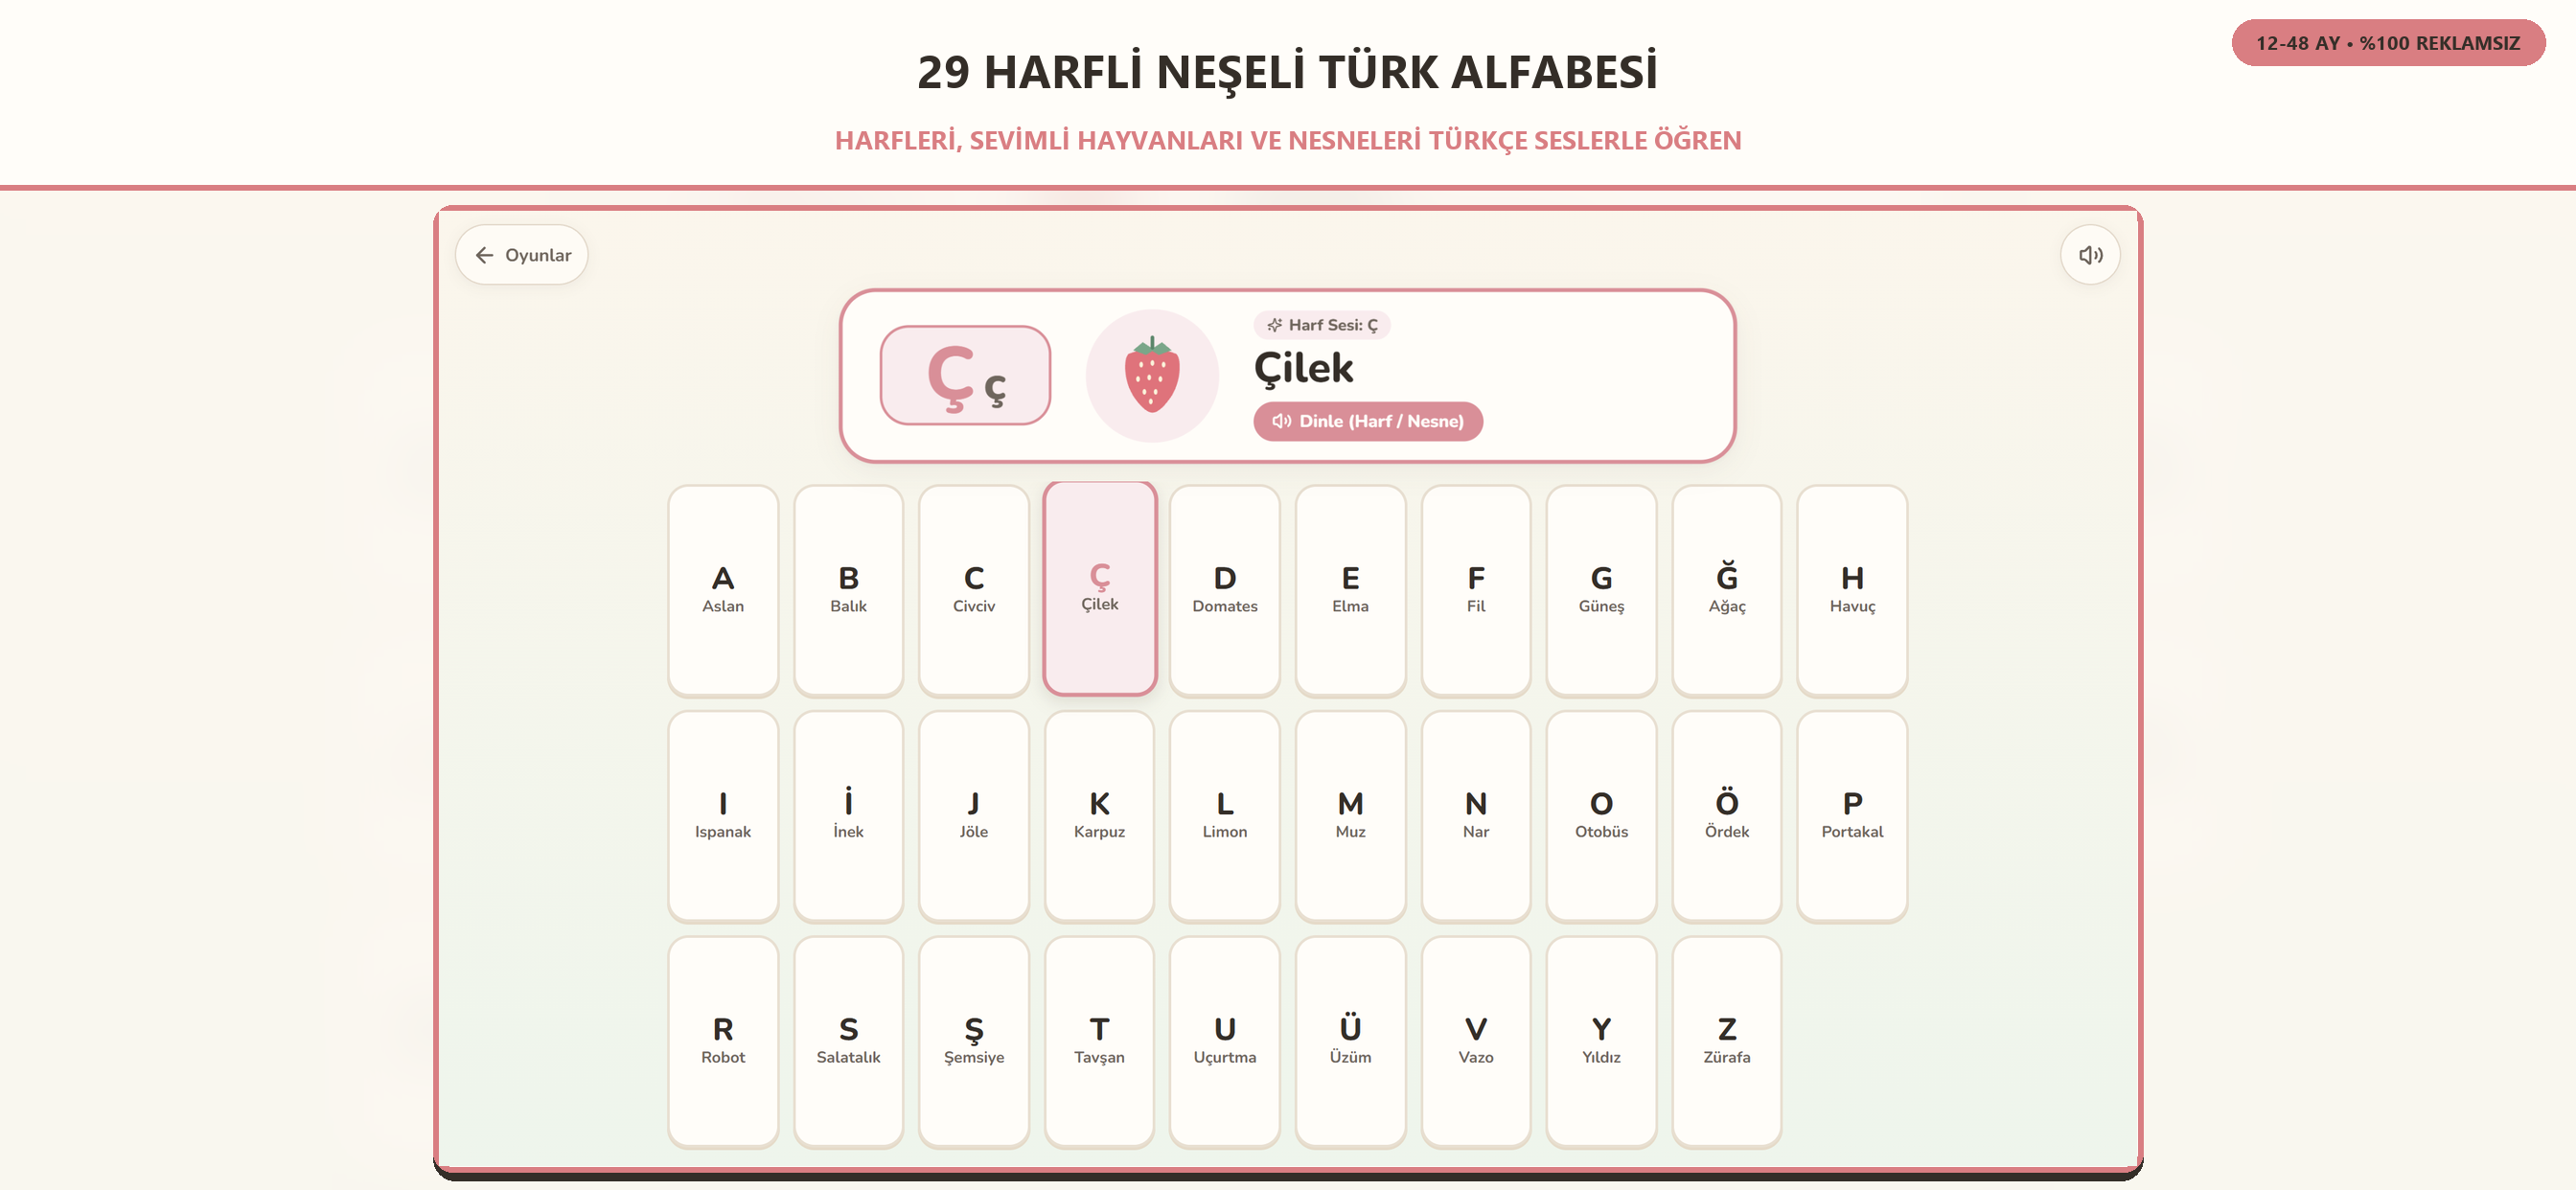 12-48 AY • %100 REKLAMSIZ
29 HARFLİ NEŞELİ TÜRK ALFABESİ
HARFLERİ, SEVİMLİ HAYVANLARI VE NESNELERİ TÜRKÇE SESLERLE ÖĞREN
Oyunlar
Ç ç
Harf Sesi: Ç
Çilek
Dinle (Harf / Nesne)
A B C Ç D E F G Ğ H
Aslan Balık Civciv Çilek Domates Elma Fil Güneş Ağaç Havuç
I İ J K L M N O Ö P
Ispanak İnek Jöle Karpuz Limon Muz Nar Otobüs Ördek Portakal
R S Ş T U Ü V Y Z
Robot Salatalık Şemsiye Tavşan Uçurtma Üzüm Vazo Yıldız Zürafa